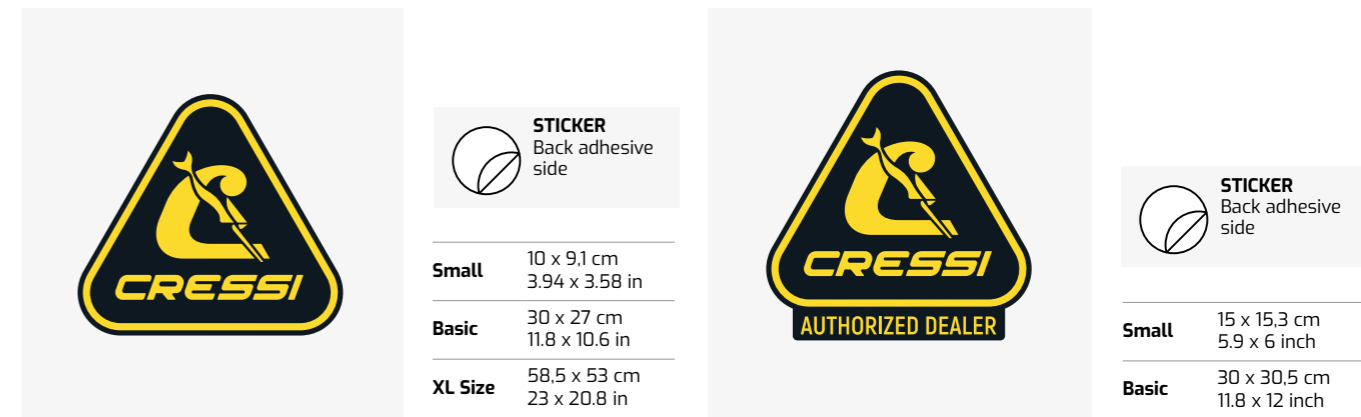 CRESSI
STICKER
Back adhesive
side
Small 10 x 9,1 cm
3.94 x 3.58 in
Basic 30 x 27 cm
11.8 x 10.6 in
XL Size 58,5 x 53 cm
23 x 20.8 in
CRESSI
AUTHORIZED DEALER
STICKER
Back adhesive
side
Small 15 x 15,3 cm
5.9 x 6 inch
Basic 30 x 30,5 cm
11.8 x 12 inch